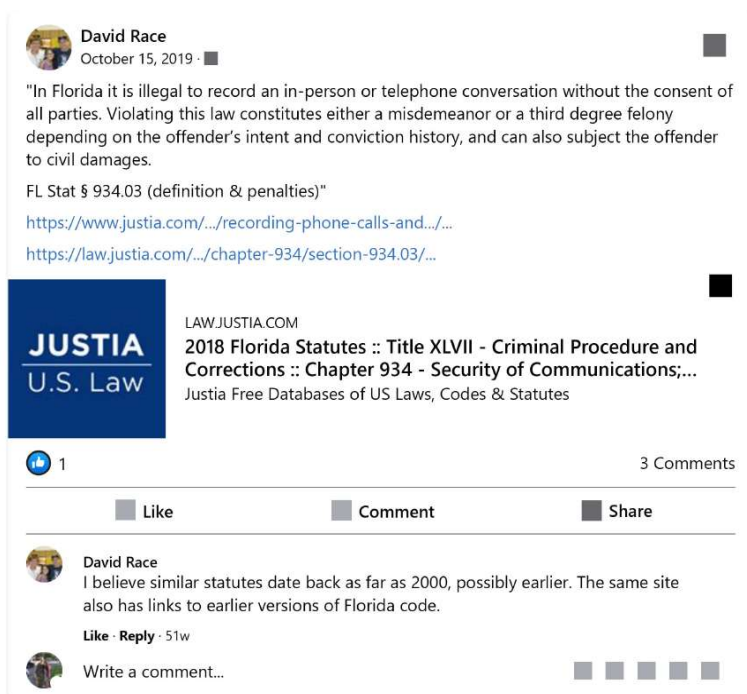 David Race
October 15, 2019 ·
"In Florida it is illegal to record an in-person or telephone conversation without the consent of
all parties. Violating this law constitutes either a misdemeanor or a third degree felony
depending on the offender's intent and conviction history, and can also subject the offender
to civil damages.
FL Stat § 934.03 (definition & penalties)"
https://www.justia.com/.../recording-phone-calls-and.../...
https://law.justia.com/.../chapter-934/section-934.03/...
JUSTIA
U.S. Law
LAW.JUSTIA.COM
2018 Florida Statutes :: Title XLVII - Criminal Procedure and
Corrections :: Chapter 934 - Security of Communications;...
Justia Free Databases of US Laws, Codes & Statutes
1
3 Comments
Like
Comment
Share
David Race
I believe similar statutes date back as far as 2000, possibly earlier. The same site
also has links to earlier versions of Florida code.
Like · Reply · 51w
Write a comment...